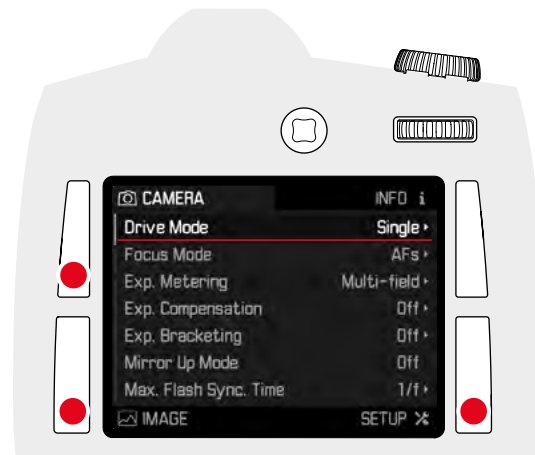 CAMERA INFO i
Drive Mode Single
Focus Mode AFs
Exp. Metering Multi-field
Exp. Compensation Off
Exp. Bracketing Off
Mirror Up Mode Off
Max. Flash Sync. Time 1/f
IMAGE SETUP